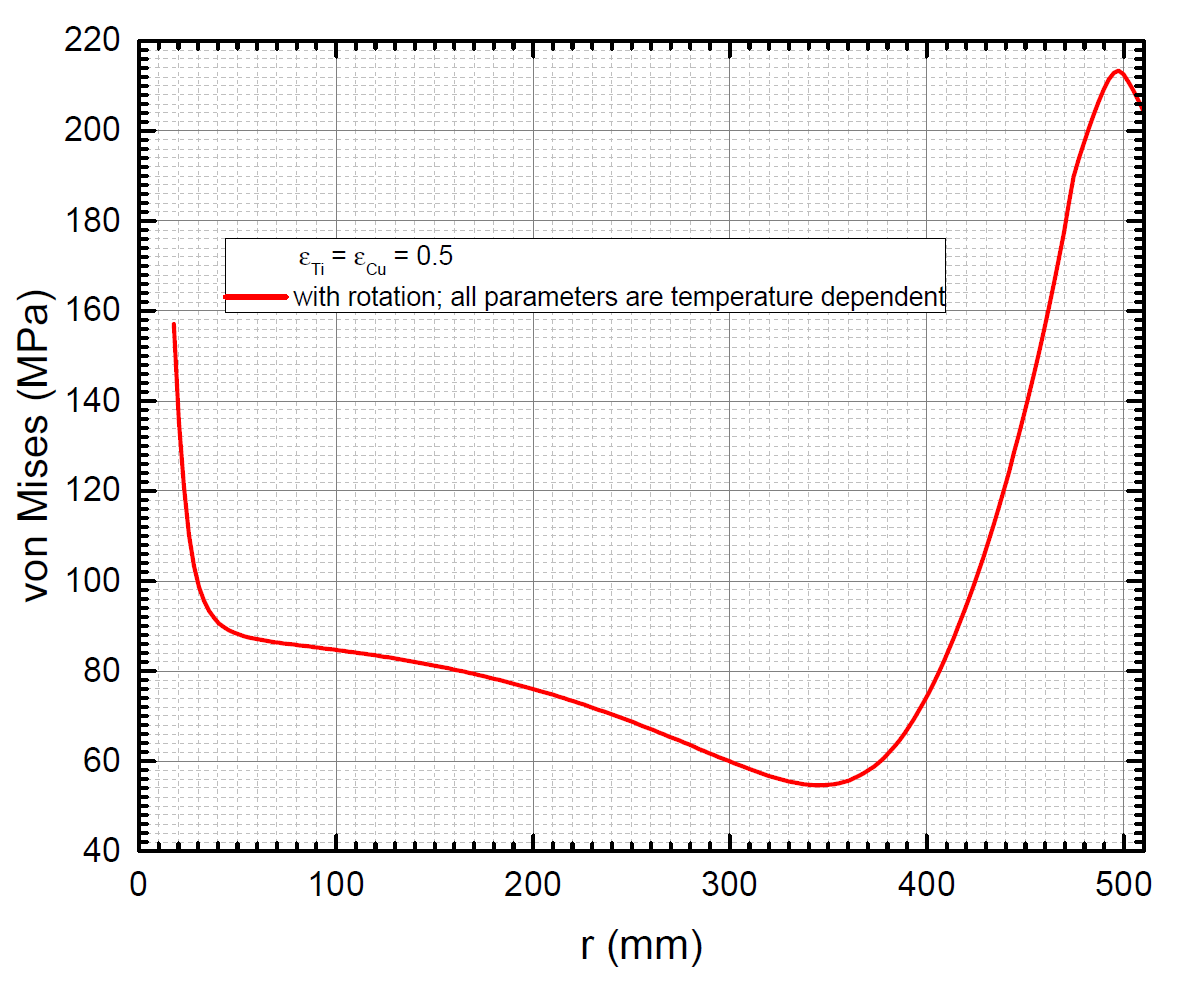 220
200
180
160
140
120
100
80
60
40
von Mises (MPa)
εTi = εCu = 0.5
with rotation; all parameters are temperature dependent
0 100 200 300 400 500
r (mm)